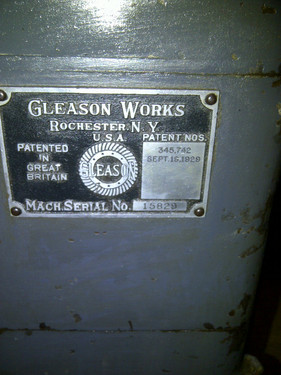 GLEASON WORKS
ROCHESTER, N.Y.
U.S.A.
PATENTED
IN
GREAT
BRITAIN
GLEASON
PATENT NOS.
345,742
SEPT.15,1929
MACH.SERIAL NO. 15829